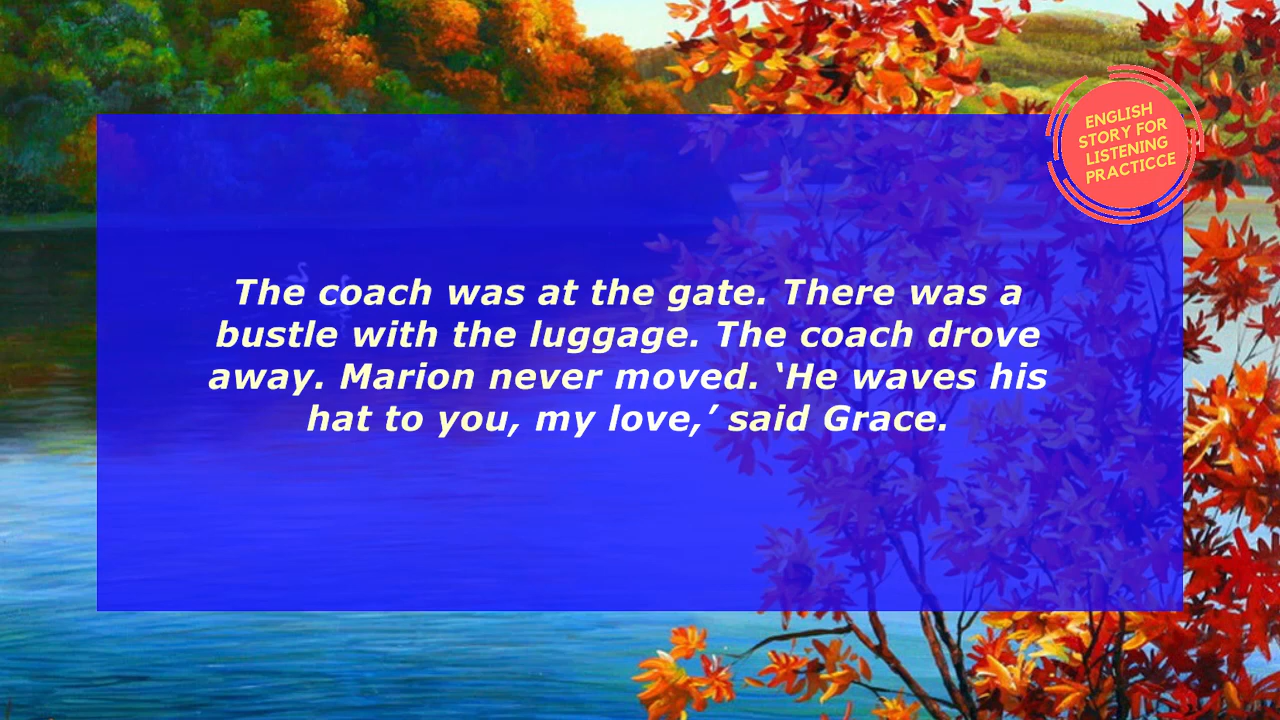 ENGLISH
STORY FOR
LISTENING
PRACTICCE
The coach was at the gate. There was a
bustle with the luggage. The coach drove
away. Marion never moved. ‘He waves his
hat to you, my love,’ said Grace.